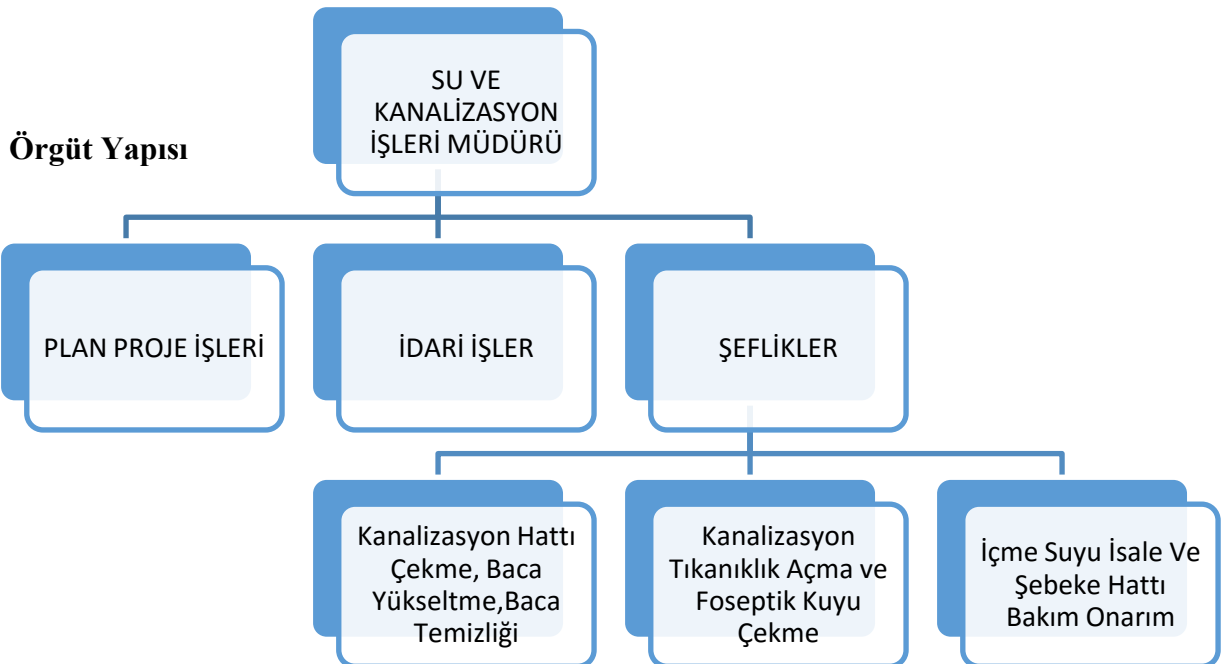 SU VE
KANALİZASYON
İŞLERİ MÜDÜRÜ
Örgüt Yapısı
PLAN PROJE İŞLERİ
İDARİ İŞLER
ŞEFLİKLER
Kanalizasyon Hattı
Çekme, Baca
Yükseltme,Baca
Temizliği
Kanalizasyon
Tıkanıklık Açma ve
Foseptik Kuyu
Çekme
İçme Suyu İsale Ve
Şebeke Hattı
Bakım Onarım